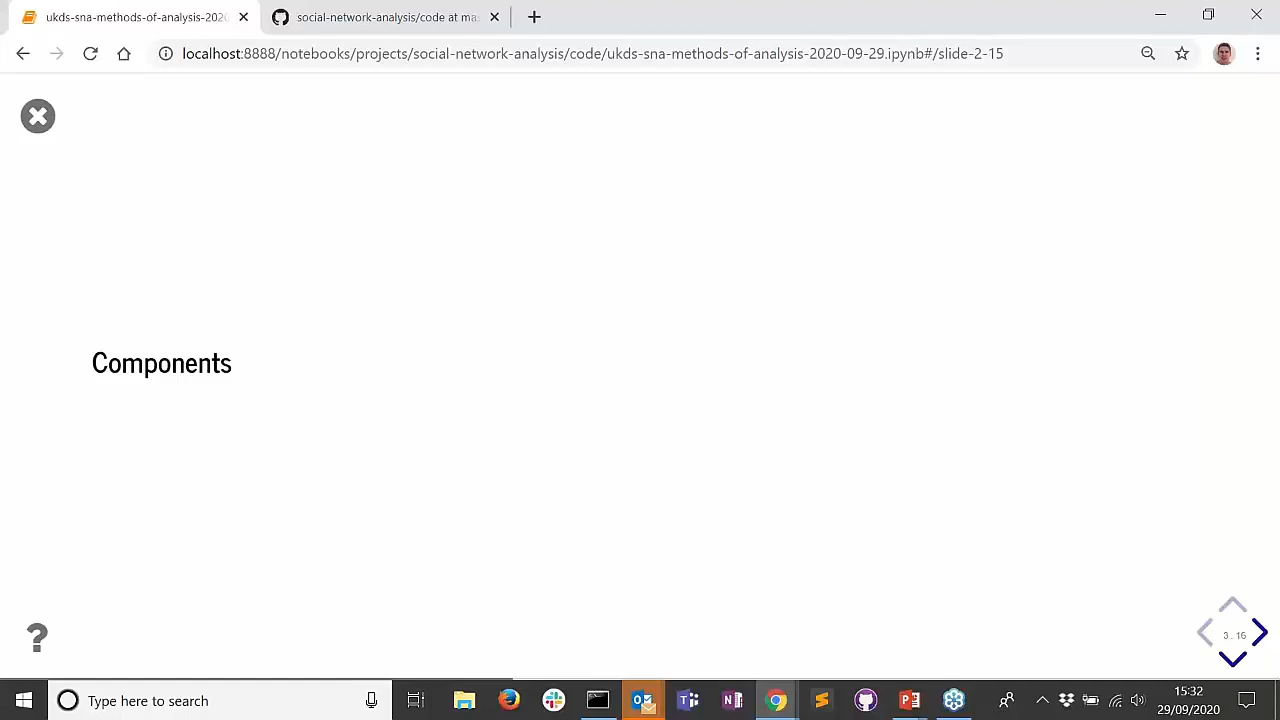 ukds-sna-methods-of-analysis-2020
social-network-analysis/code at ma
localhost:8888/notebooks/projects/social-network-analysis/code/ukds-sna-methods-of-analysis-2020-09-29.ipynb#/slide-2-15
Components
?
3 . 16
Type here to search
15:32
29/09/2020